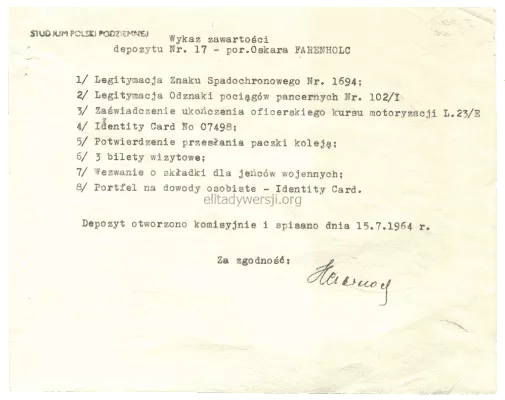 STUDIUM POLSKI PODZIEMNEJ
Wykaz zawartości
depozytu Nr. 17 - por.Oskara FARENHOLC
1/ Legitymacja Znaku Spadochronowego Nr. 1694;
2/ Legitymacja Odznaki pociągów pancernych Nr. 102/I
3/ Zaświadczenie ukończenia oficerskiego kursu motoryzacji L.23/E
4/ Identity Card No 07498;
5/ Potwierdzenie przesłania paczki koleją;
6/ 3 bilety wizytowe;
7/ Wezwanie o składki dla jeńców wojennych;
8/ Portfel na dowody osobiste - Identity Card.
elitadywersji.org
Depozyt otworzono komisyjnie i spisano dnia 15.7.1964 r.
Za zgodność: